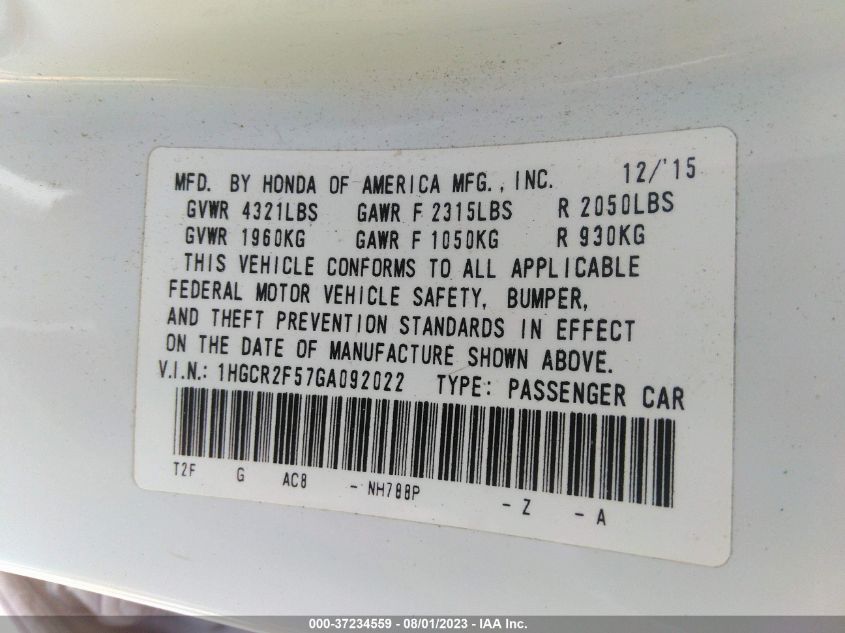 MFD. BY HONDA OF AMERICA MFG., INC. 12/'15
GVWR 4321LBS GAWR F 2315LBS R 2050LBS
GVWR 1960KG GAWR F 1050KG R 930KG
THIS VEHICLE CONFORMS TO ALL APPLICABLE
FEDERAL MOTOR VEHICLE SAFETY, BUMPER,
AND THEFT PREVENTION STANDARDS IN EFFECT
ON THE DATE OF MANUFACTURE SHOWN ABOVE.
V.I.N.: 1HGCR2F57GA092022 TYPE: PASSENGER CAR
T2F G AC8 - NH788P - Z - A
000-37234559 - 08/01/2023 - IAA Inc.